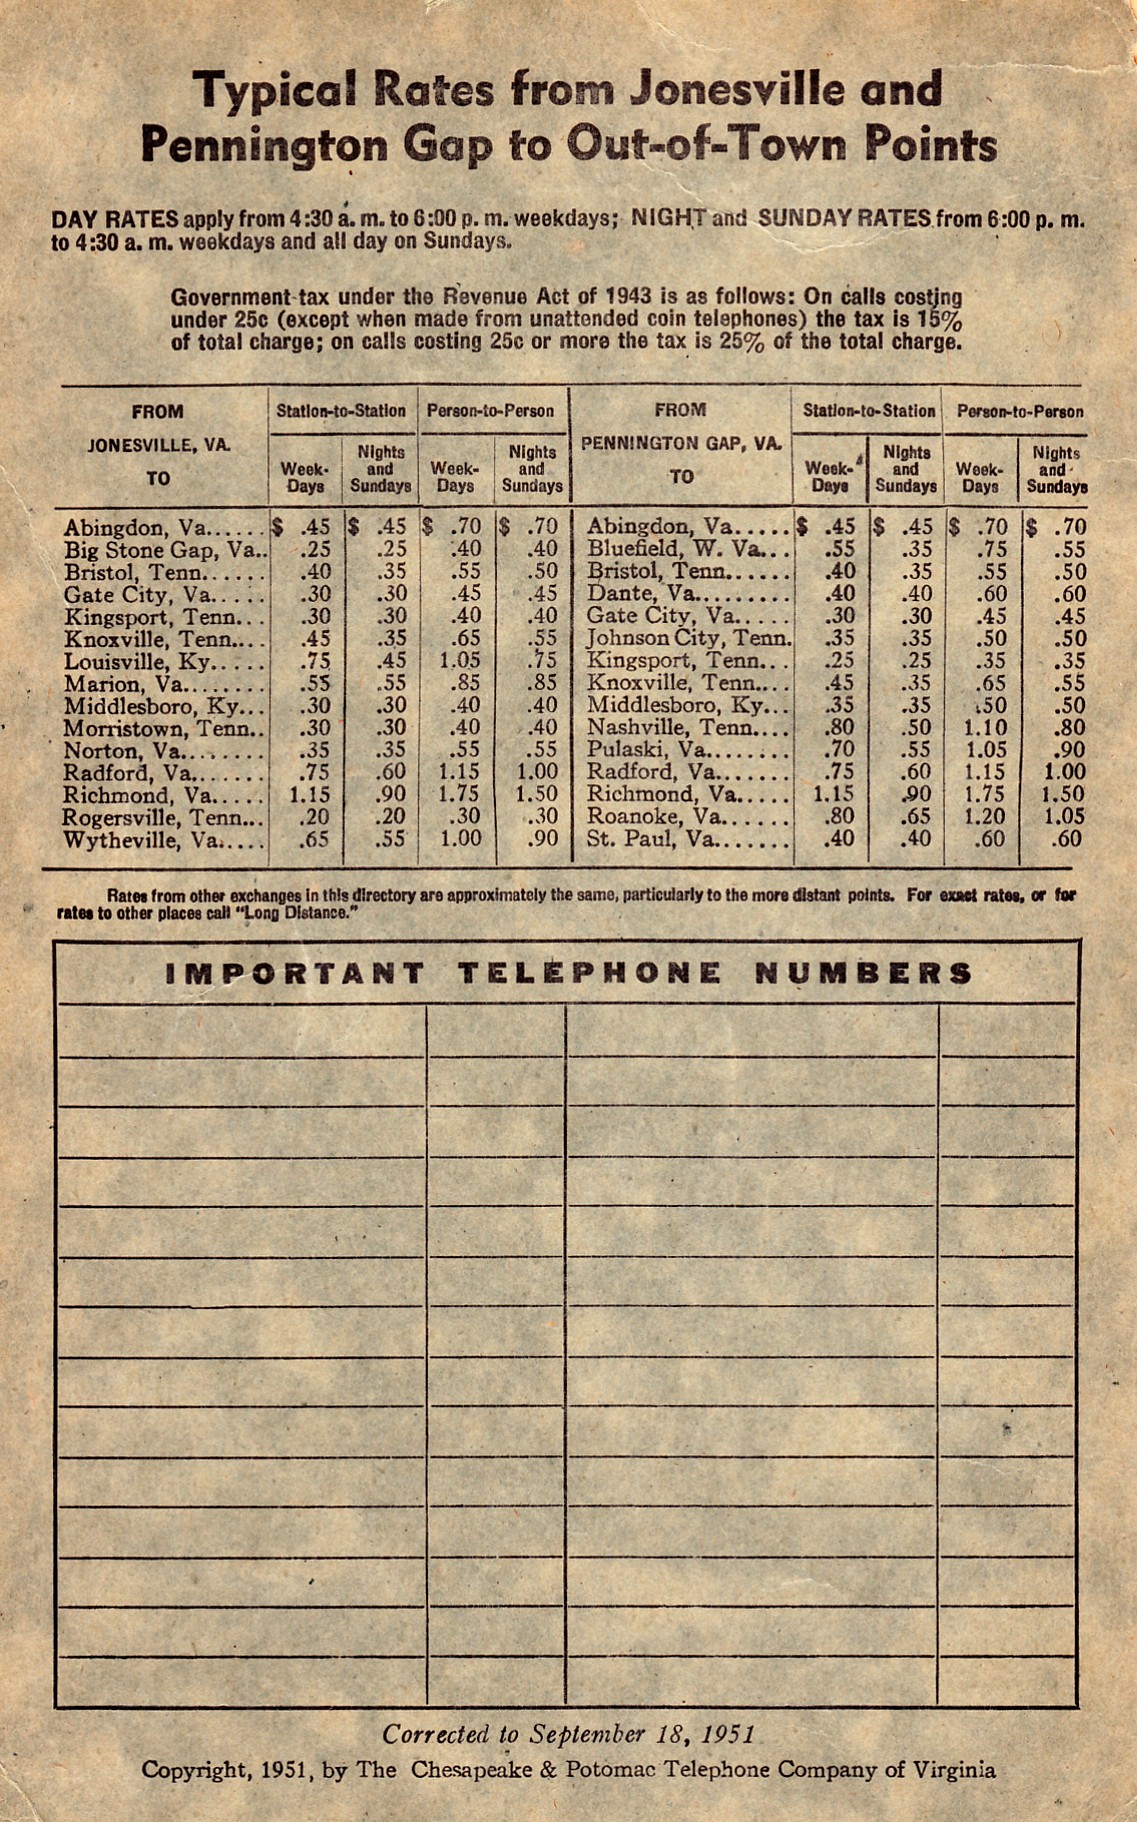 Typical Rates from Jonesville and
Pennington Gap to Out-of-Town Points
DAY RATES apply from 4:30 a. m. to 6:00 p. m. weekdays; NIGHT and SUNDAY RATES from 6:00 p. m.
to 4:30 a. m. weekdays and all day on Sundays.
Government tax under the Revenue Act of 1943 is as follows: On calls costing
under 25c (except when made from unattended coin telephones) the tax is 15%
of total charge; on calls costing 25c or more the tax is 25% of the total charge.
FROM JONESVILLE, VA. TO
Station-to-Station Person-to-Person
Week-Days Nights and Sundays Week-Days Nights and Sundays
Abingdon, Va...... $ .45 $ .45 $ .70 $ .70
Big Stone Gap, Va.. .25 .25 .40 .40
Bristol, Tenn...... .40 .35 .55 .50
Gate City, Va..... .30 .30 .45 .45
Kingsport, Tenn... .30 .30 .40 .40
Knoxville, Tenn.... .45 .35 .65 .55
Louisville, Ky..... .75 .45 1.05 .75
Marion, Va........ .55 .55 .85 .85
Middlesboro, Ky... .30 .30 .40 .40
Morristown, Tenn.. .30 .30 .40 .40
Norton, Va........ .35 .35 .55 .55
Radford, Va....... .75 .60 1.15 1.00
Richmond, Va..... 1.15 .90 1.75 1.50
Rogersville, Tenn... .20 .20 .30 .30
Wytheville, Va..... .65 .55 1.00 .90
FROM PENNINGTON GAP, VA. TO
Station-to-Station Person-to-Person
Week-Days Nights and Sundays Week-Days Nights and Sundays
Abingdon, Va..... $ .45 $ .45 $ .70 $ .70
Bluefield, W. Va... .55 .35 .75 .55
Bristol, Tenn...... .40 .35 .55 .50
Dante, Va......... .40 .40 .60 .60
Gate City, Va..... .30 .30 .45 .45
Johnson City, Tenn. .35 .35 .50 .50
Kingsport, Tenn... .25 .25 .35 .35
Knoxville, Tenn.... .45 .35 .65 .55
Middlesboro, Ky... .35 .35 .50 .50
Nashville, Tenn.... .80 .50 1.10 .80
Pulaski, Va........ .70 .55 1.05 .90
Radford, Va....... .75 .60 1.15 1.00
Richmond, Va..... 1.15 .90 1.75 1.50
Roanoke, Va...... .80 .65 1.20 1.05
St. Paul, Va....... .40 .40 .60 .60
Rates from other exchanges in this directory are approximately the same, particularly to the more distant points. For exact rates, or for
rates to other places call "Long Distance."
IMPORTANT TELEPHONE NUMBERS
Corrected to September 18, 1951
Copyright, 1951, by The Chesapeake & Potomac Telephone Company of Virginia